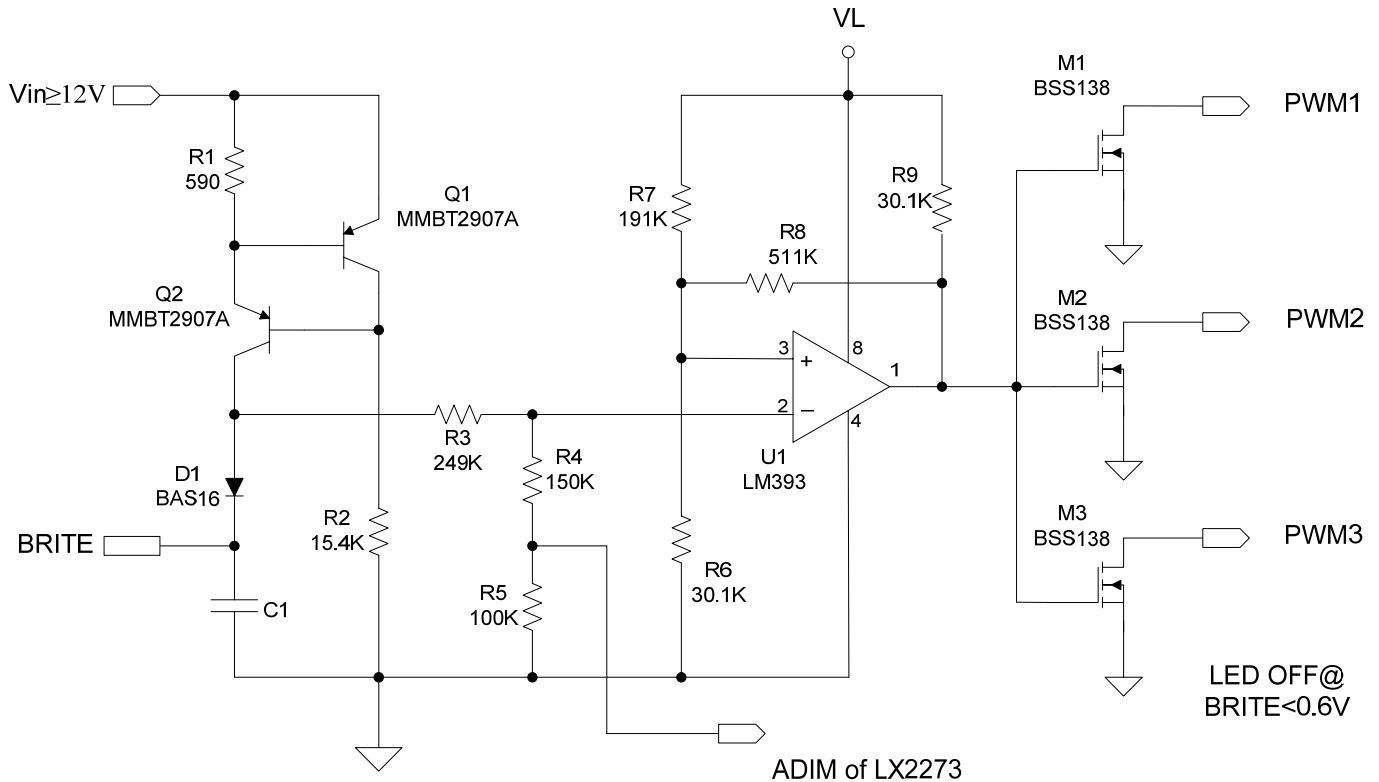 VL
Vin≥12V
M1
BSS138
PWM1
R1
590
Q1
MMBT2907A
R7
191K
R9
30.1K
R8
511K
Q2
MMBT2907A
M2
BSS138
PWM2
3
+
8
1
2
–
4
R3
249K
U1
LM393
R4
150K
D1
BAS16
M3
BSS138
PWM3
BRITE
R2
15.4K
R6
30.1K
R5
100K
C1
LED OFF@
BRITE<0.6V
ADIM of LX2273